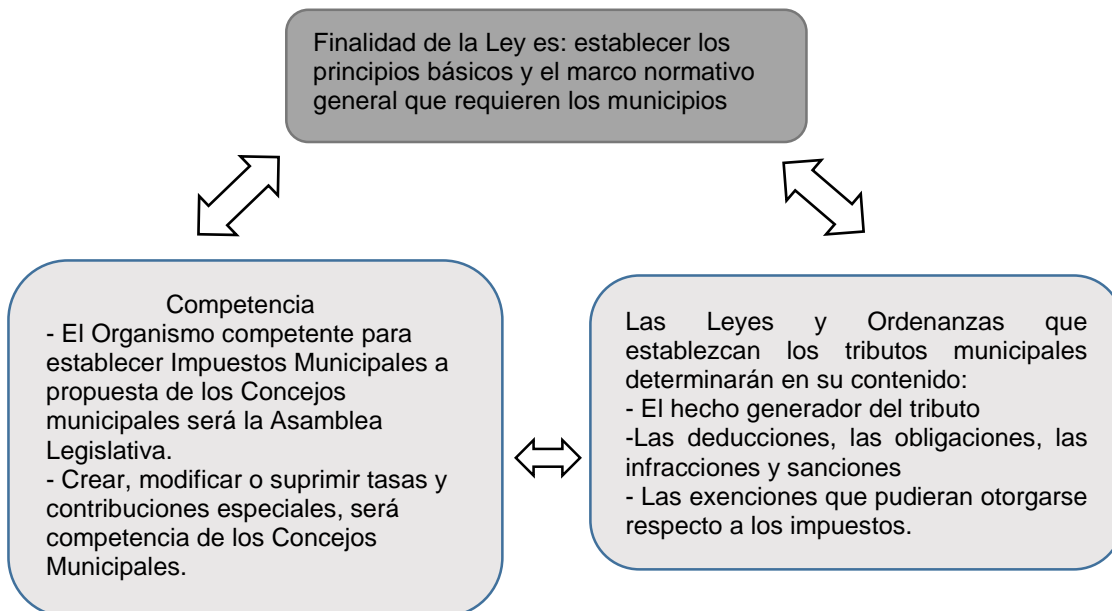 Finalidad de la Ley es: establecer los
principios básicos y el marco normativo
general que requieren los municipios
Competencia
- El Organismo competente para
establecer Impuestos Municipales a
propuesta de los Concejos
municipales será la Asamblea
Legislativa.
- Crear, modificar o suprimir tasas y
contribuciones especiales, será
competencia de los Concejos
Municipales.
Las Leyes y Ordenanzas que
establezcan los tributos municipales
determinarán en su contenido:
- El hecho generador del tributo
-Las deducciones, las obligaciones, las
infracciones y sanciones
- Las exenciones que pudieran otorgarse
respecto a los impuestos.